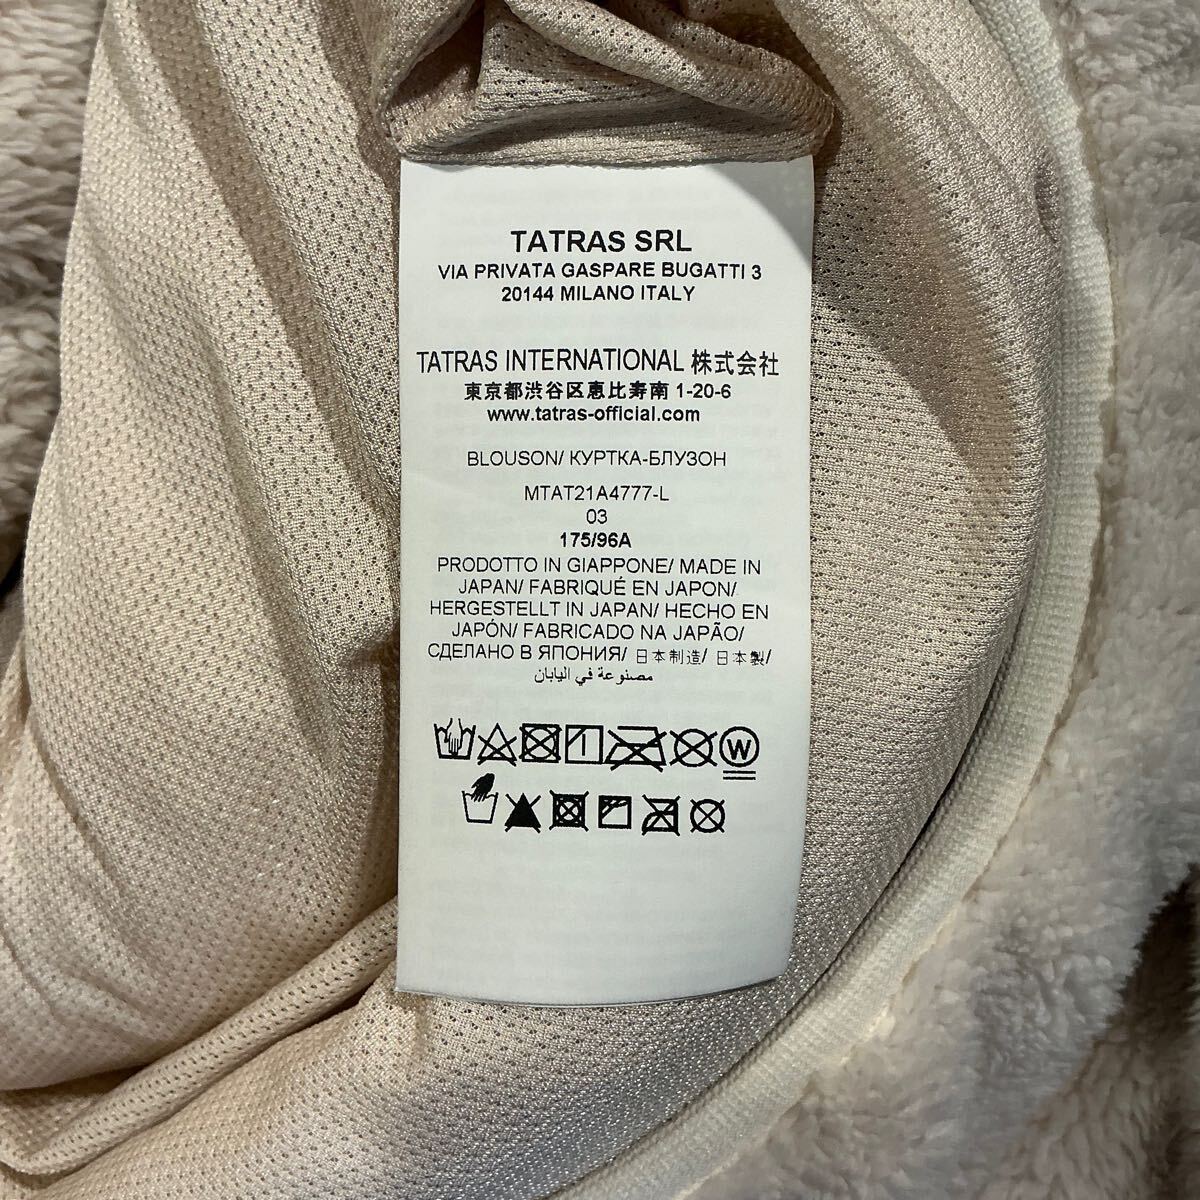 TATRAS SRL
VIA PRIVATA GASPARE BUGATTI 3
20144 MILANO ITALY
TATRAS INTERNATIONAL 株式会社
東京都渋谷区恵比寿南 1-20-6
www.tatras-official.com
BLOUSON/ КУРТКА-БЛУЗОН
MTAT21A4777-L
03
175/96A
PRODOTTO IN GIAPPONE/ MADE IN
JAPAN/ FABRIQUÉ EN JAPON/
HERGESTELLT IN JAPAN/ HECHO EN
JAPÓN/ FABRICADO NA JAPÃO/
СДЕЛАНО В ЯПОНИЯ/ 日本制造/ 日本製/
مصنوعة في اليابان
W